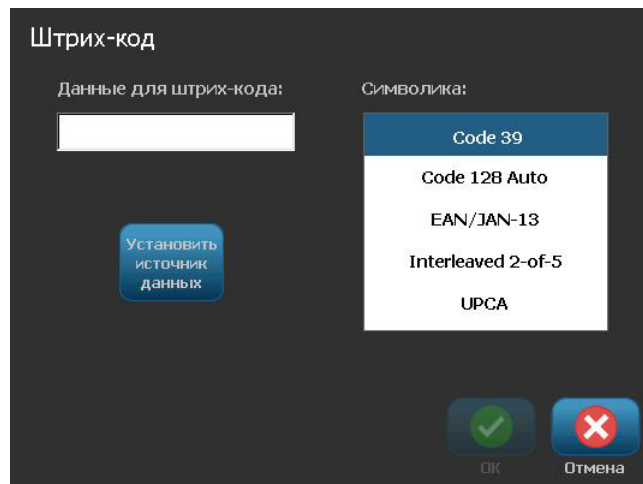 Штрих-код
Данные для штрих-кода:
Символика:
Code 39
Code 128 Auto
EAN/JAN-13
Interleaved 2-of-5
UPCA
Установить
источник
данных
OK
Отмена